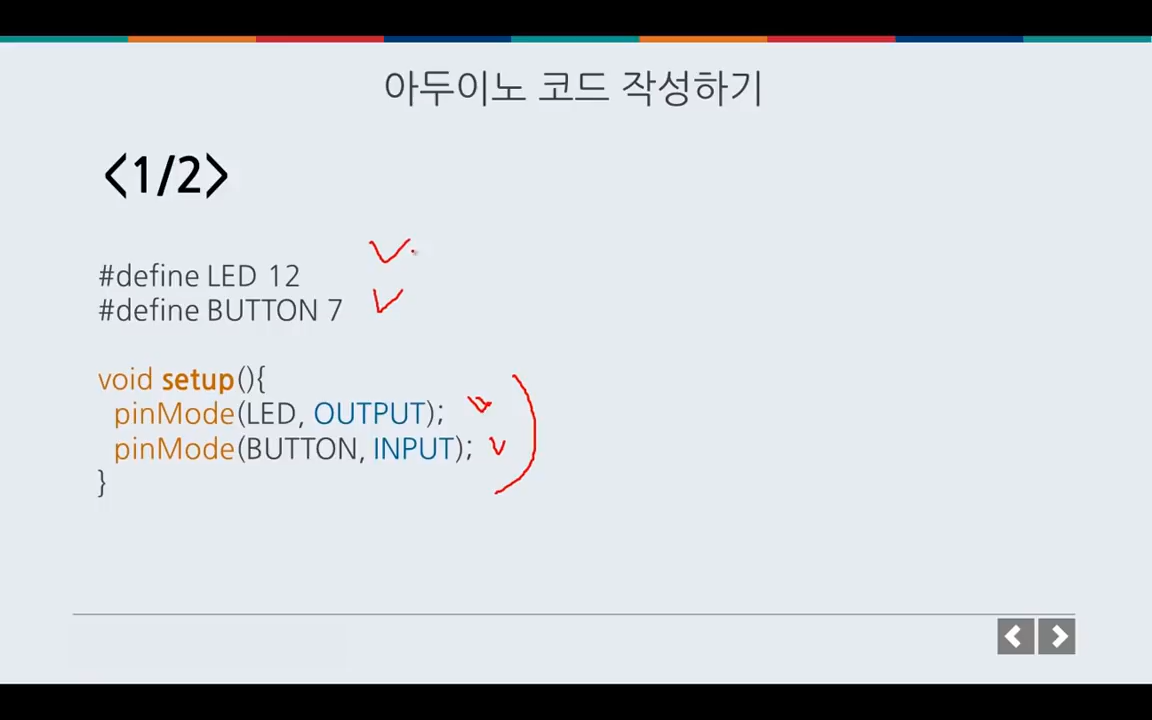 아두이노 코드 작성하기
<1/2>
#define LED 12
#define BUTTON 7
void setup(){
pinMode(LED, OUTPUT);
pinMode(BUTTON, INPUT);
}